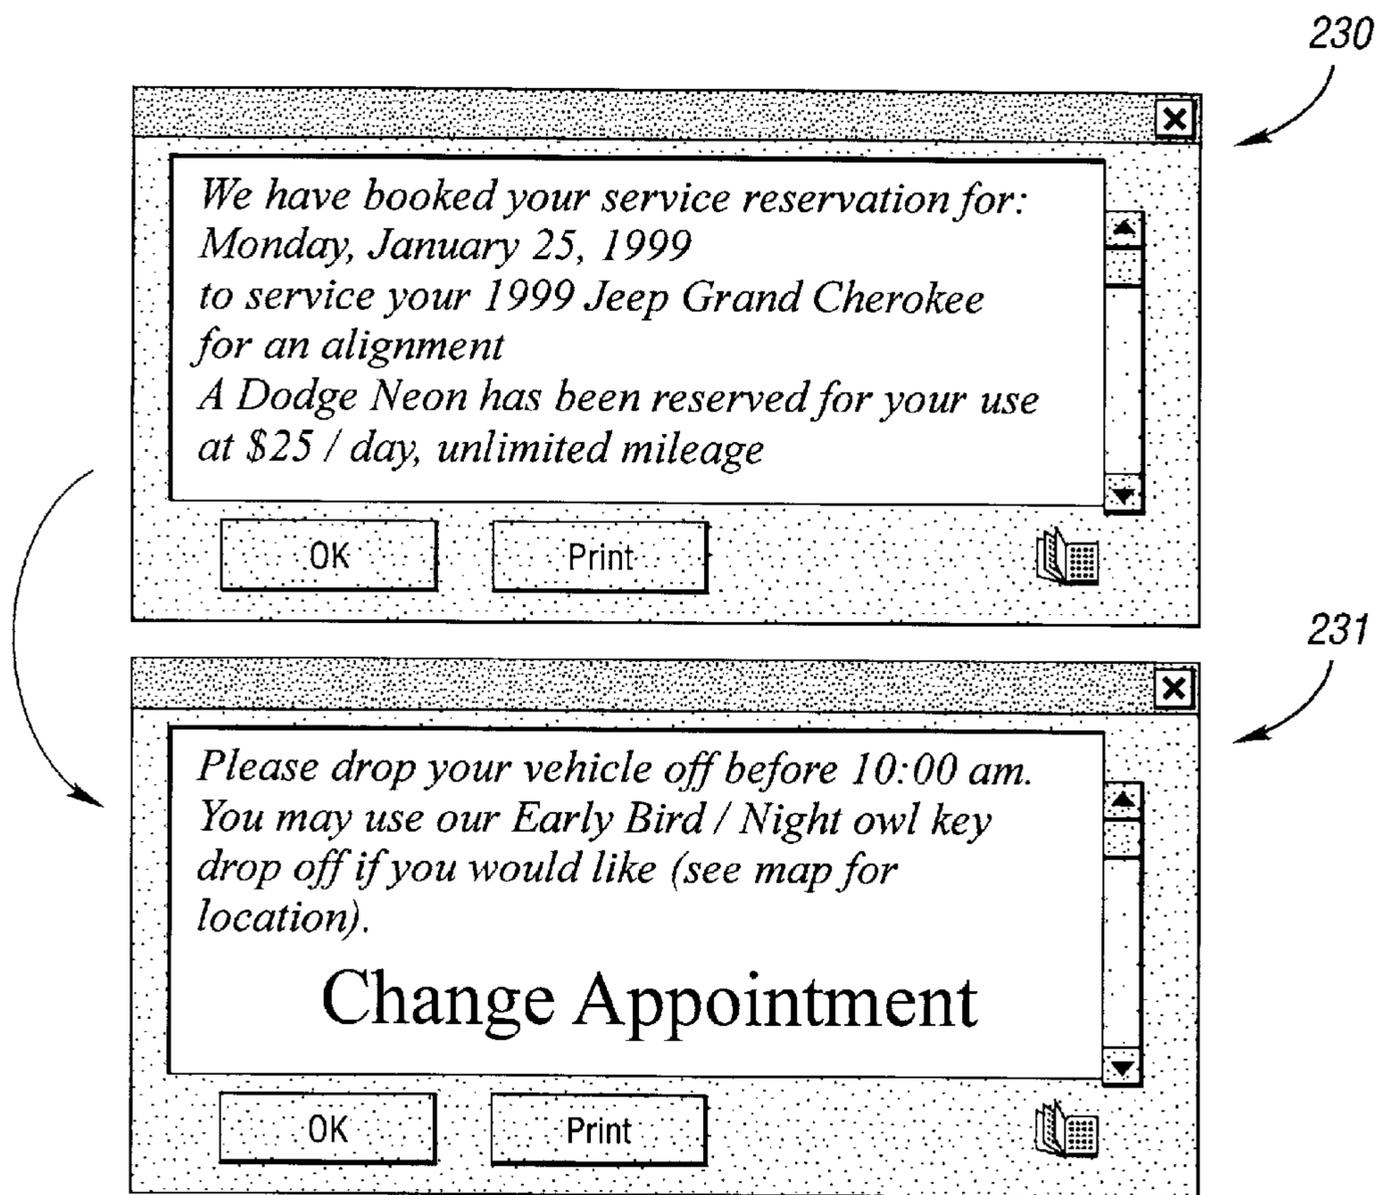 230
We have booked your service reservation for:
Monday, January 25, 1999
to service your 1999 Jeep Grand Cherokee
for an alignment
A Dodge Neon has been reserved for your use
at $25 / day, unlimited mileage
OK Print
231
Please drop your vehicle off before 10:00 am.
You may use our Early Bird / Night owl key
drop off if you would like (see map for
location).
Change Appointment
OK Print